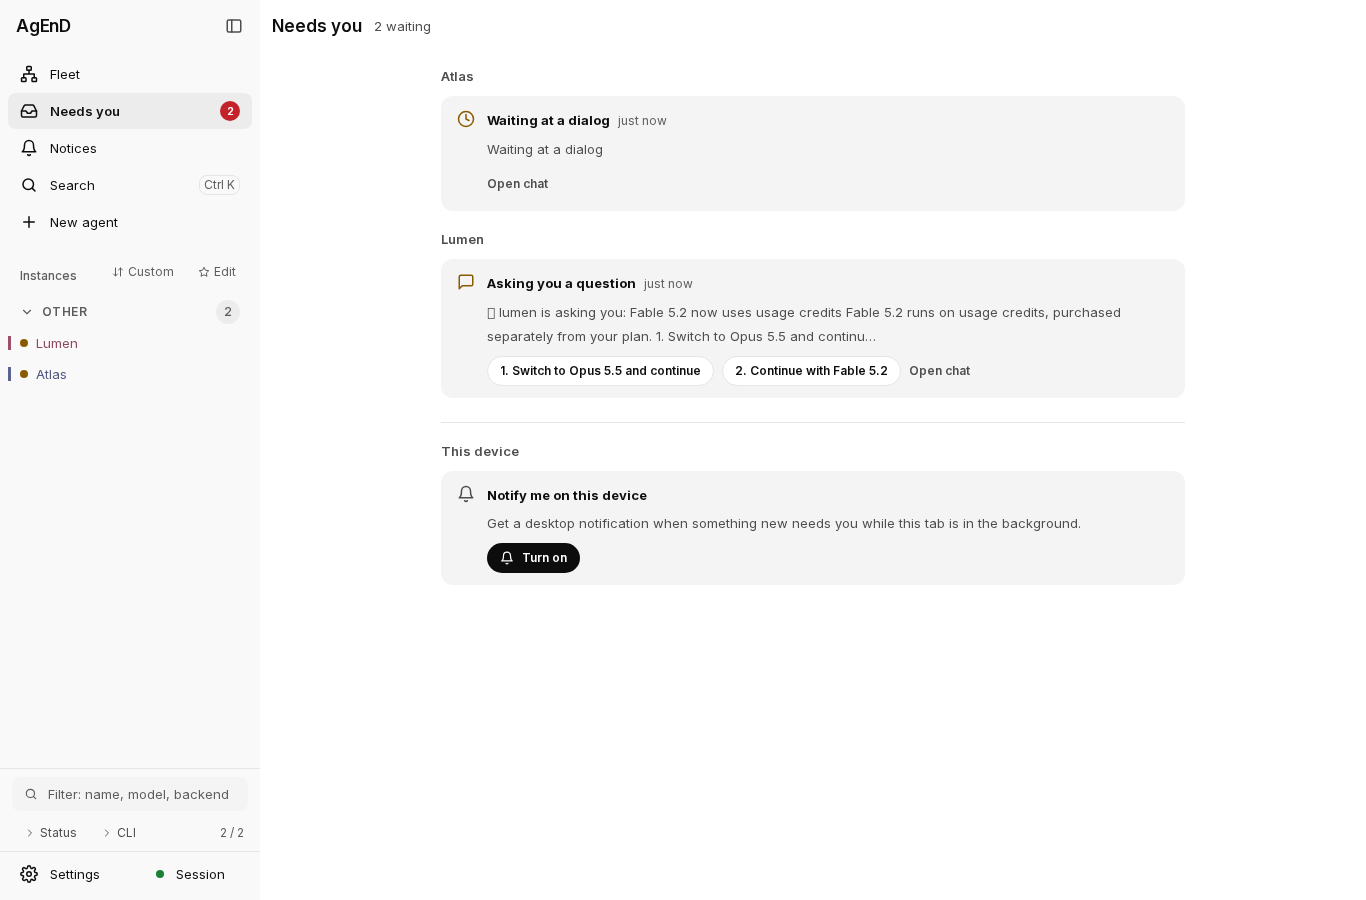 AgEnD
Fleet
Needs you 2
Notices
Search Ctrl K
New agent
Instances Custom Edit
OTHER 2
Lumen
Atlas
Filter: name, model, backend
Status CLI 2 / 2
Settings Session
Needs you 2 waiting
Atlas
Waiting at a dialog just now
Waiting at a dialog
Open chat
Lumen
Asking you a question just now
lumen is asking you: Fable 5.2 now uses usage credits Fable 5.2 runs on usage credits, purchased
separately from your plan. 1. Switch to Opus 5.5 and continu…
1. Switch to Opus 5.5 and continue 2. Continue with Fable 5.2 Open chat
This device
Notify me on this device
Get a desktop notification when something new needs you while this tab is in the background.
Turn on